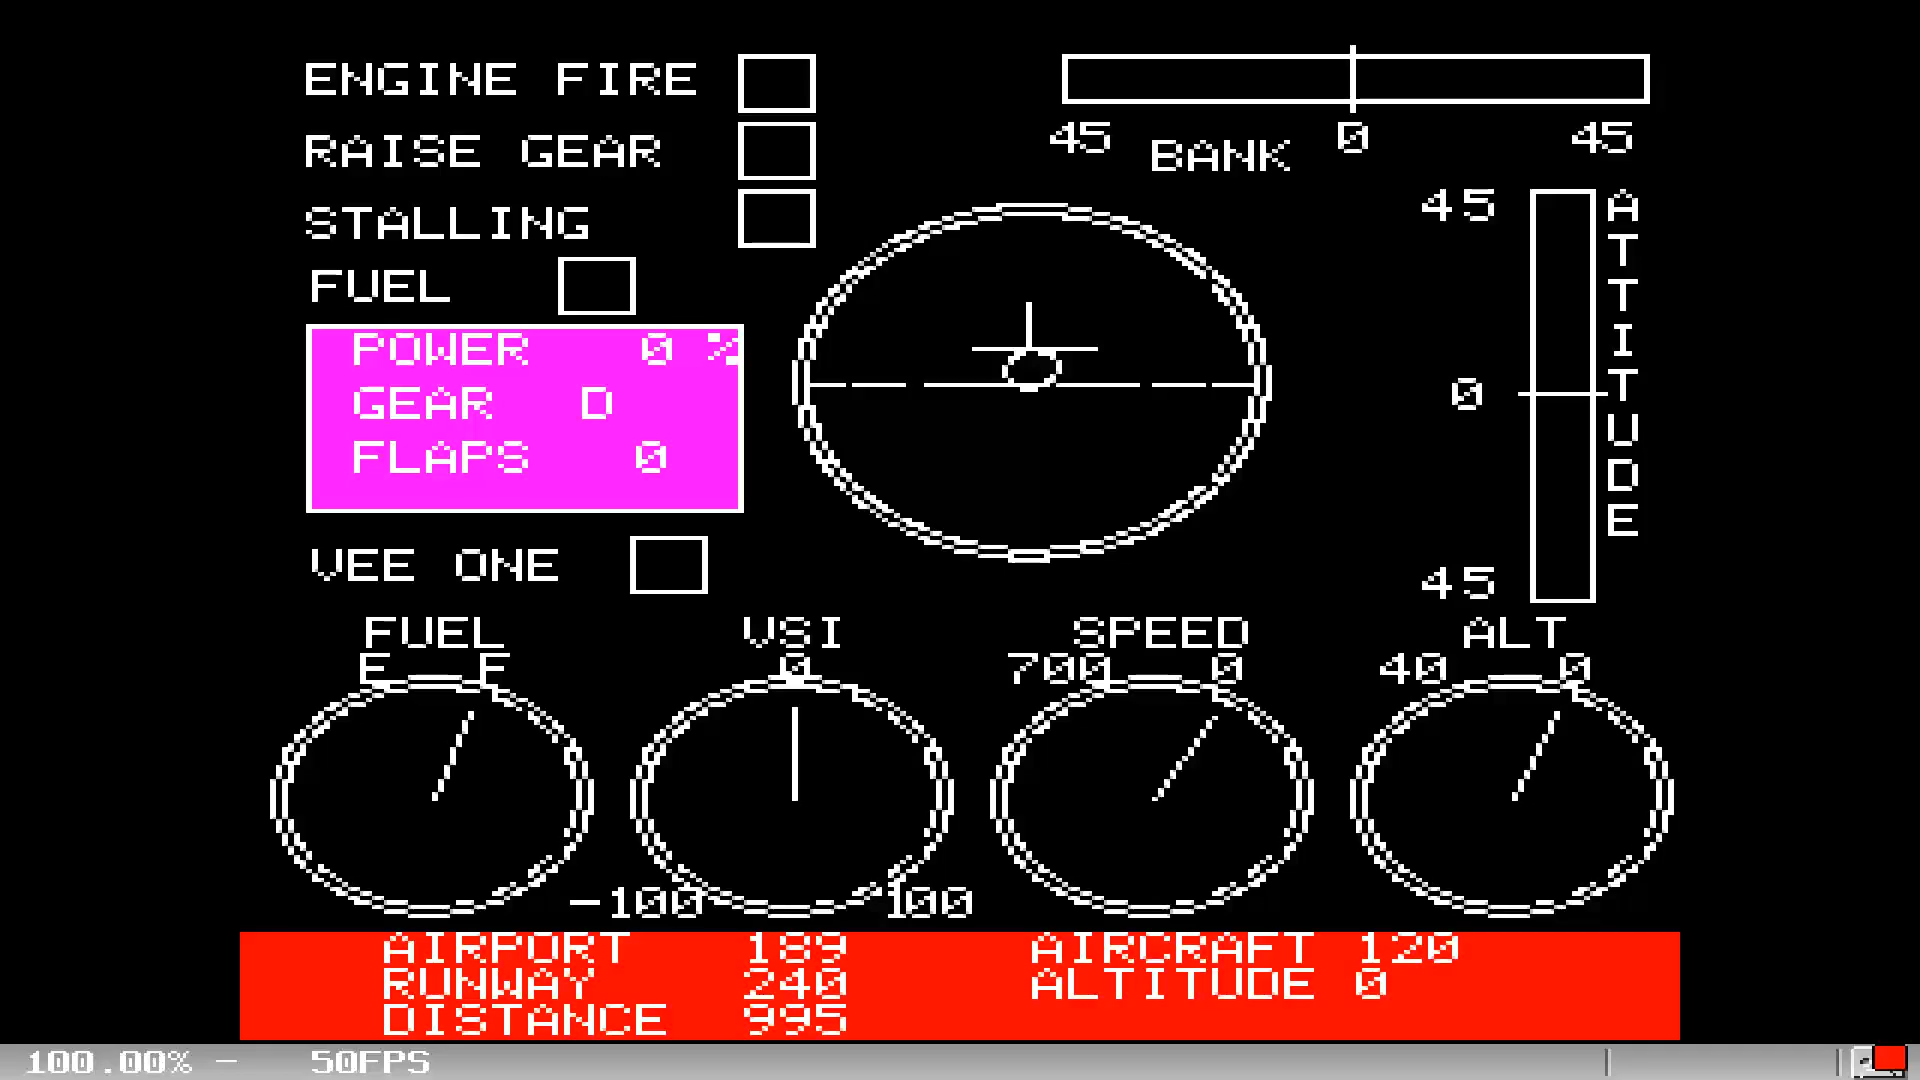 ENGINE FIRE
RAISE GEAR
STALLING
FUEL
POWER 0 %
GEAR D
FLAPS 0
VEE ONE
45 BANK 0 45
45
0
45
ATTITUDE
FUEL
E F
VSI
0
-100 100
SPEED
700 0
ALT
40 0
AIRPORT 189 AIRCRAFT 120
RUNWAY 240 ALTITUDE 0
DISTANCE 995
100.00% - 50FPS